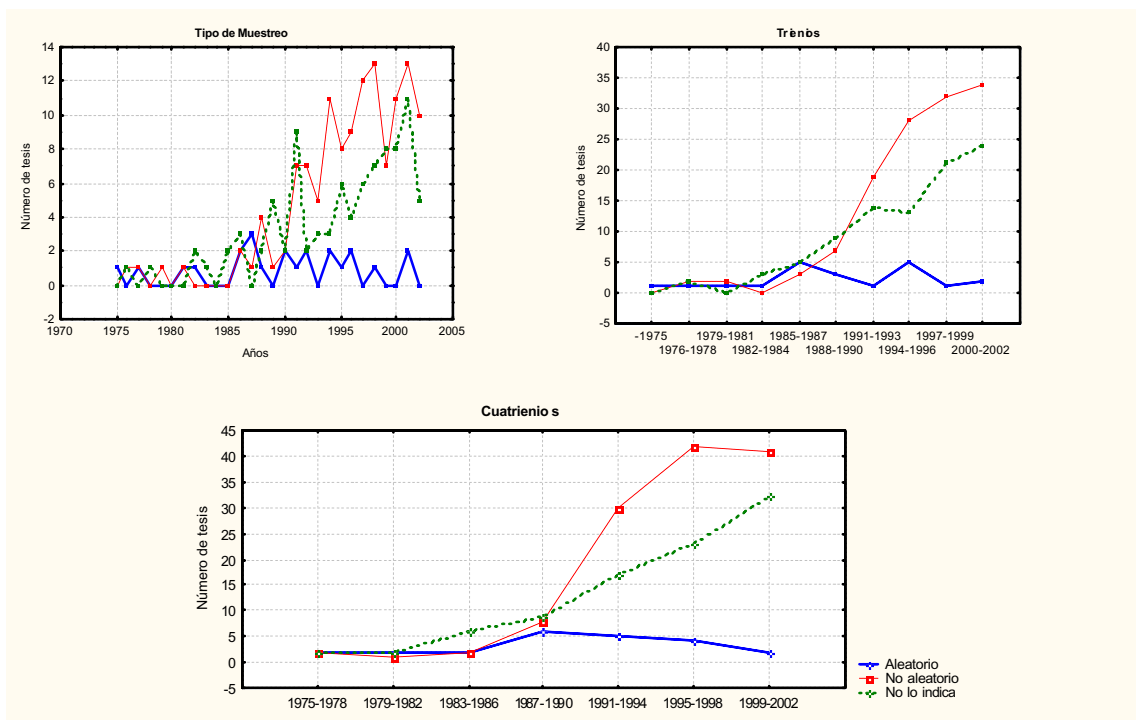 Tipo de Muestreo
14
12
10
8
6
4
2
0
-2
Número de tesis
1970 1975 1980 1985 1990 1995 2000 2005
Años
40
35
30
25
20
15
10
5
0
-5
Número de tesis
-1975 1979-1981 1985-1987 1991-1993 1997-1999
1976-1978 1982-1984 1988-1990 1994-1996 2000-2002
Cuatrienio s
45
40
35
30
25
20
15
10
5
0
-5
Número de tesis
1975-1978 1979-1982 1983-1986 1987-1990 1991-1994 1995-1998 1999-2002
Aleatorio
No aleatorio
No lo indica